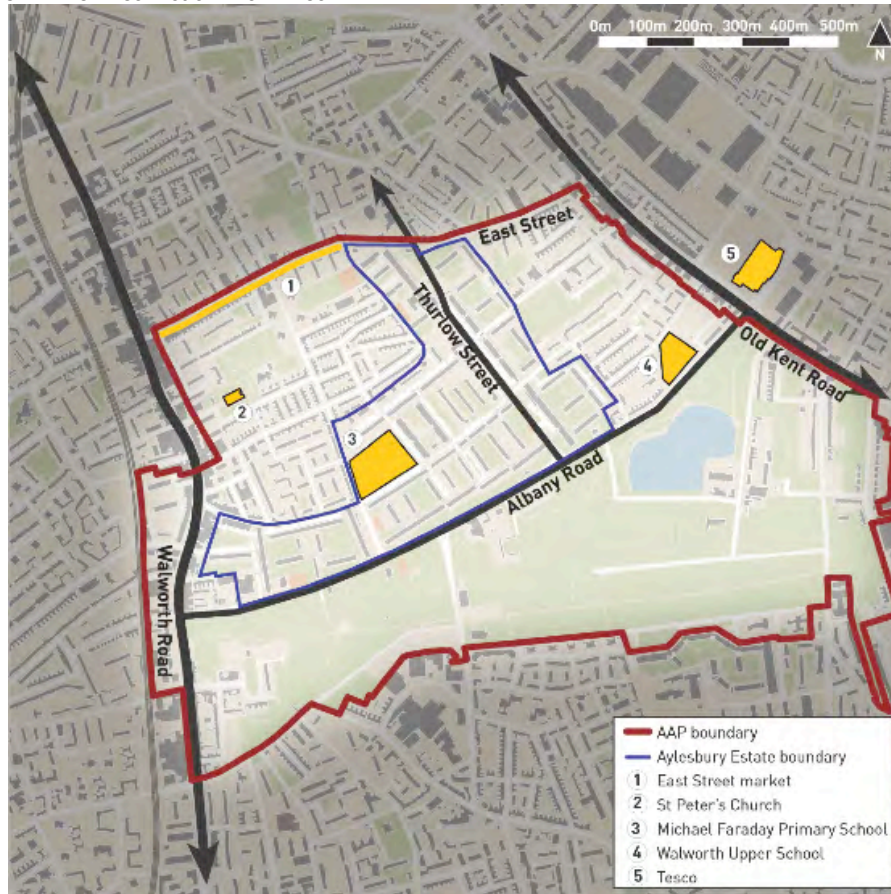 0m 100m 200m 300m 400m 500m
N
East Street
5
1
Thurlow Street
Old Kent Road
4
2
3
Albany Road
Walworth Road
AAP boundary
Aylesbury Estate boundary
1 East Street market
2 St Peter's Church
3 Michael Faraday Primary School
4 Walworth Upper School
5 Tesco